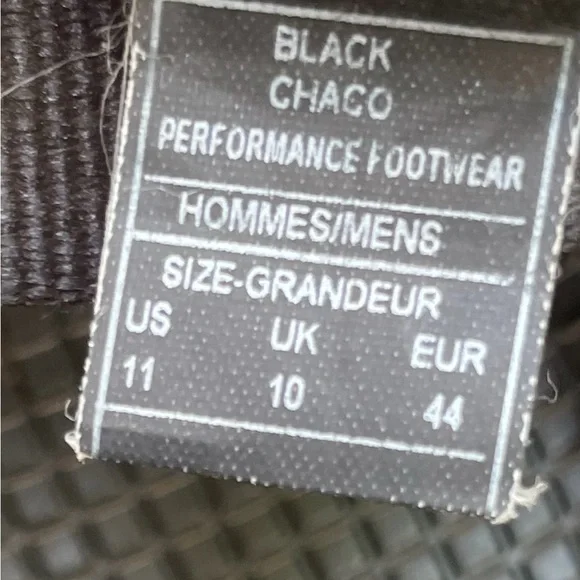 BLACK
CHACO
PERFORMANCE FOOTWEAR
HOMMES/MENS
SIZE-GRANDEUR
US UK EUR
11 10 44